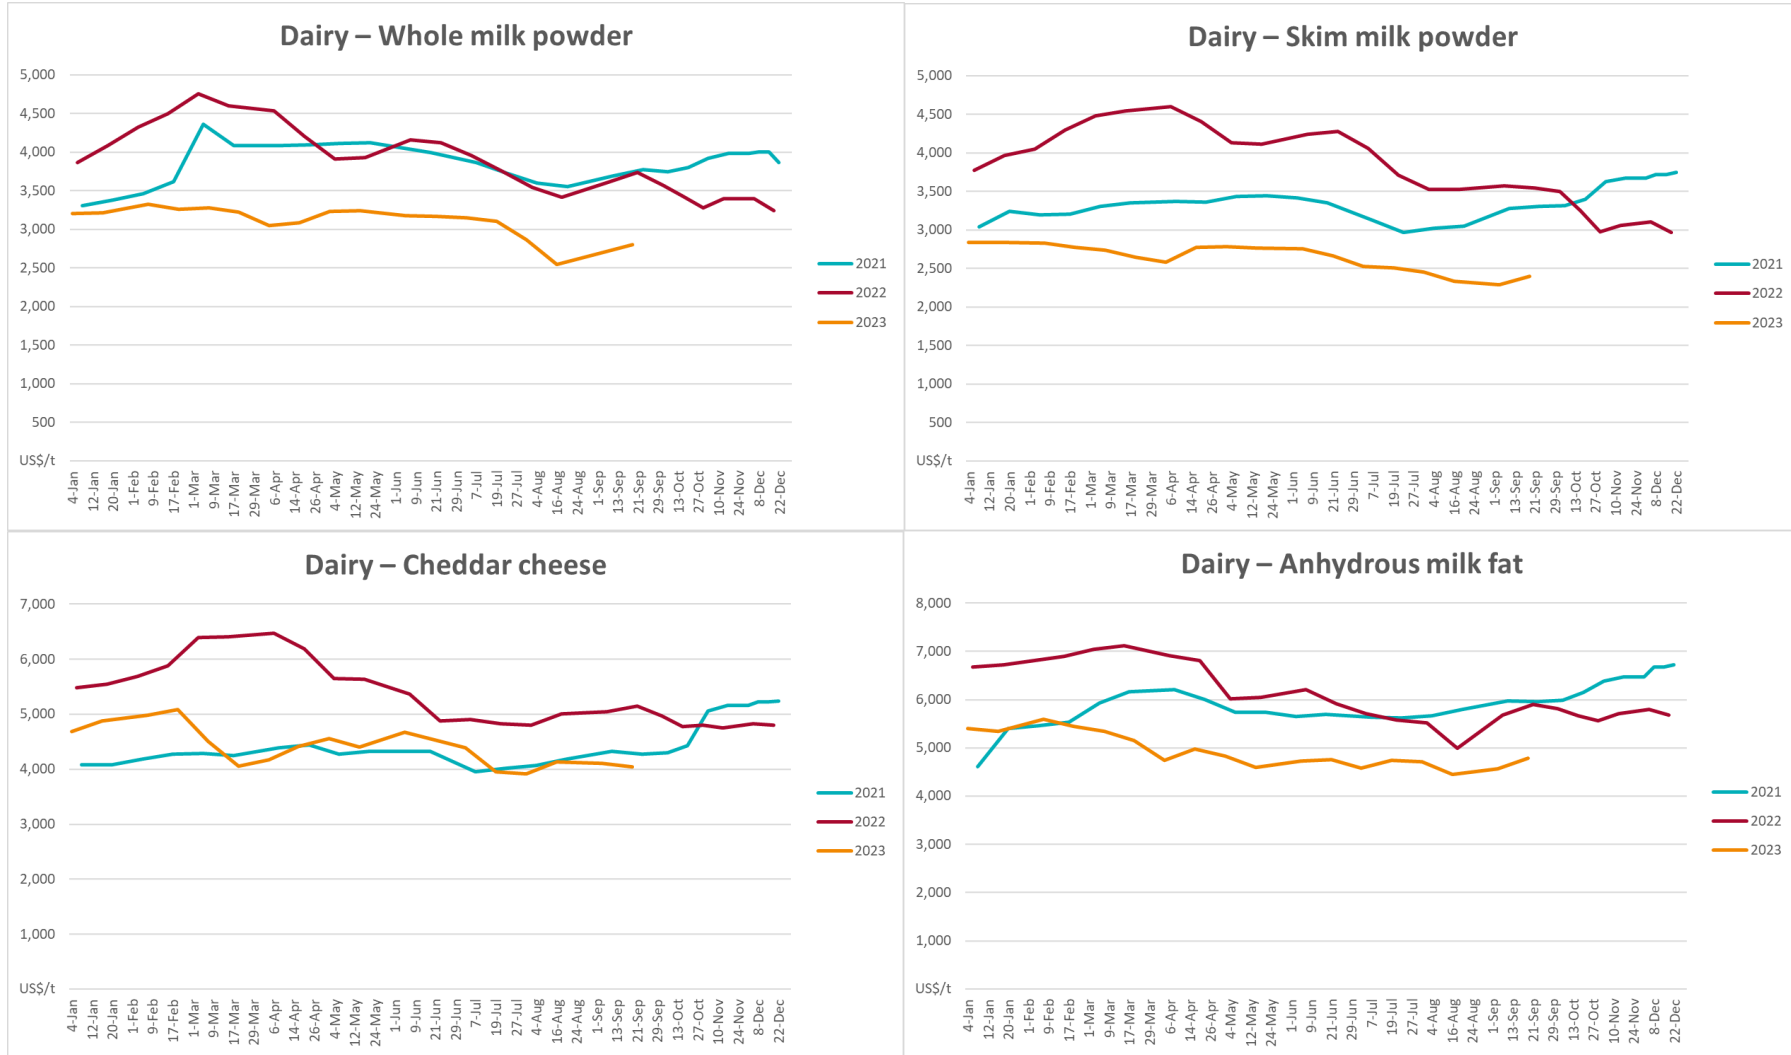 Dairy – Whole milk powder
5,000
4,500
4,000
3,500
3,000
2,500
2,000
1,500
1,000
500
US$/t
4-Jan
12-Jan
20-Jan
1-Feb
9-Feb
17-Feb
1-Mar
9-Mar
17-Mar
29-Mar
6-Apr
14-Apr
26-Apr
4-May
12-May
24-May
1-Jun
9-Jun
21-Jun
29-Jun
7-Jul
19-Jul
27-Jul
4-Aug
16-Aug
24-Aug
1-Sep
13-Sep
21-Sep
29-Sep
13-Oct
27-Oct
10-Nov
24-Nov
8-Dec
22-Dec
2021
2022
2023
Dairy – Skim milk powder
5,000
4,500
4,000
3,500
3,000
2,500
2,000
1,500
1,000
500
US$/t
4-Jan
12-Jan
20-Jan
1-Feb
9-Feb
17-Feb
1-Mar
9-Mar
17-Mar
29-Mar
6-Apr
14-Apr
26-Apr
4-May
12-May
24-May
1-Jun
9-Jun
21-Jun
29-Jun
7-Jul
19-Jul
27-Jul
4-Aug
16-Aug
24-Aug
1-Sep
13-Sep
21-Sep
29-Sep
13-Oct
27-Oct
10-Nov
24-Nov
8-Dec
22-Dec
2021
2022
2023
Dairy – Cheddar cheese
7,000
6,000
5,000
4,000
3,000
2,000
1,000
US$/t
4-Jan
12-Jan
20-Jan
1-Feb
9-Feb
17-Feb
1-Mar
9-Mar
17-Mar
29-Mar
6-Apr
14-Apr
26-Apr
4-May
12-May
24-May
1-Jun
9-Jun
21-Jun
29-Jun
7-Jul
19-Jul
27-Jul
4-Aug
16-Aug
24-Aug
1-Sep
13-Sep
21-Sep
29-Sep
13-Oct
27-Oct
10-Nov
24-Nov
8-Dec
22-Dec
2021
2022
2023
Dairy – Anhydrous milk fat
8,000
7,000
6,000
5,000
4,000
3,000
2,000
1,000
US$/t
4-Jan
12-Jan
20-Jan
1-Feb
9-Feb
17-Feb
1-Mar
9-Mar
17-Mar
29-Mar
6-Apr
14-Apr
26-Apr
4-May
12-May
24-May
1-Jun
9-Jun
21-Jun
29-Jun
7-Jul
19-Jul
27-Jul
4-Aug
16-Aug
24-Aug
1-Sep
13-Sep
21-Sep
29-Sep
13-Oct
27-Oct
10-Nov
24-Nov
8-Dec
22-Dec
2021
2022
2023